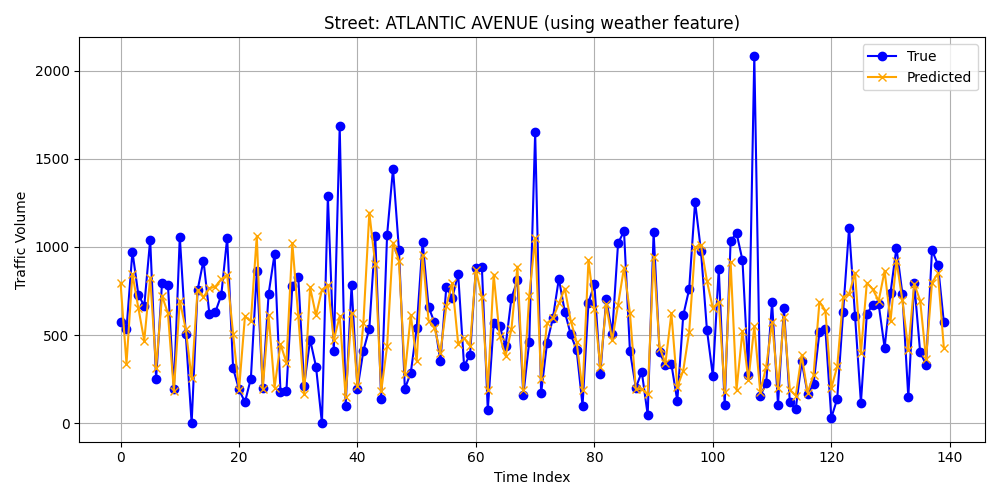 Street: ATLANTIC AVENUE (using weather feature)
True
Predicted
Traffic Volume
2000
1500
1000
500
0
0 20 40 60 80 100 120 140
Time Index